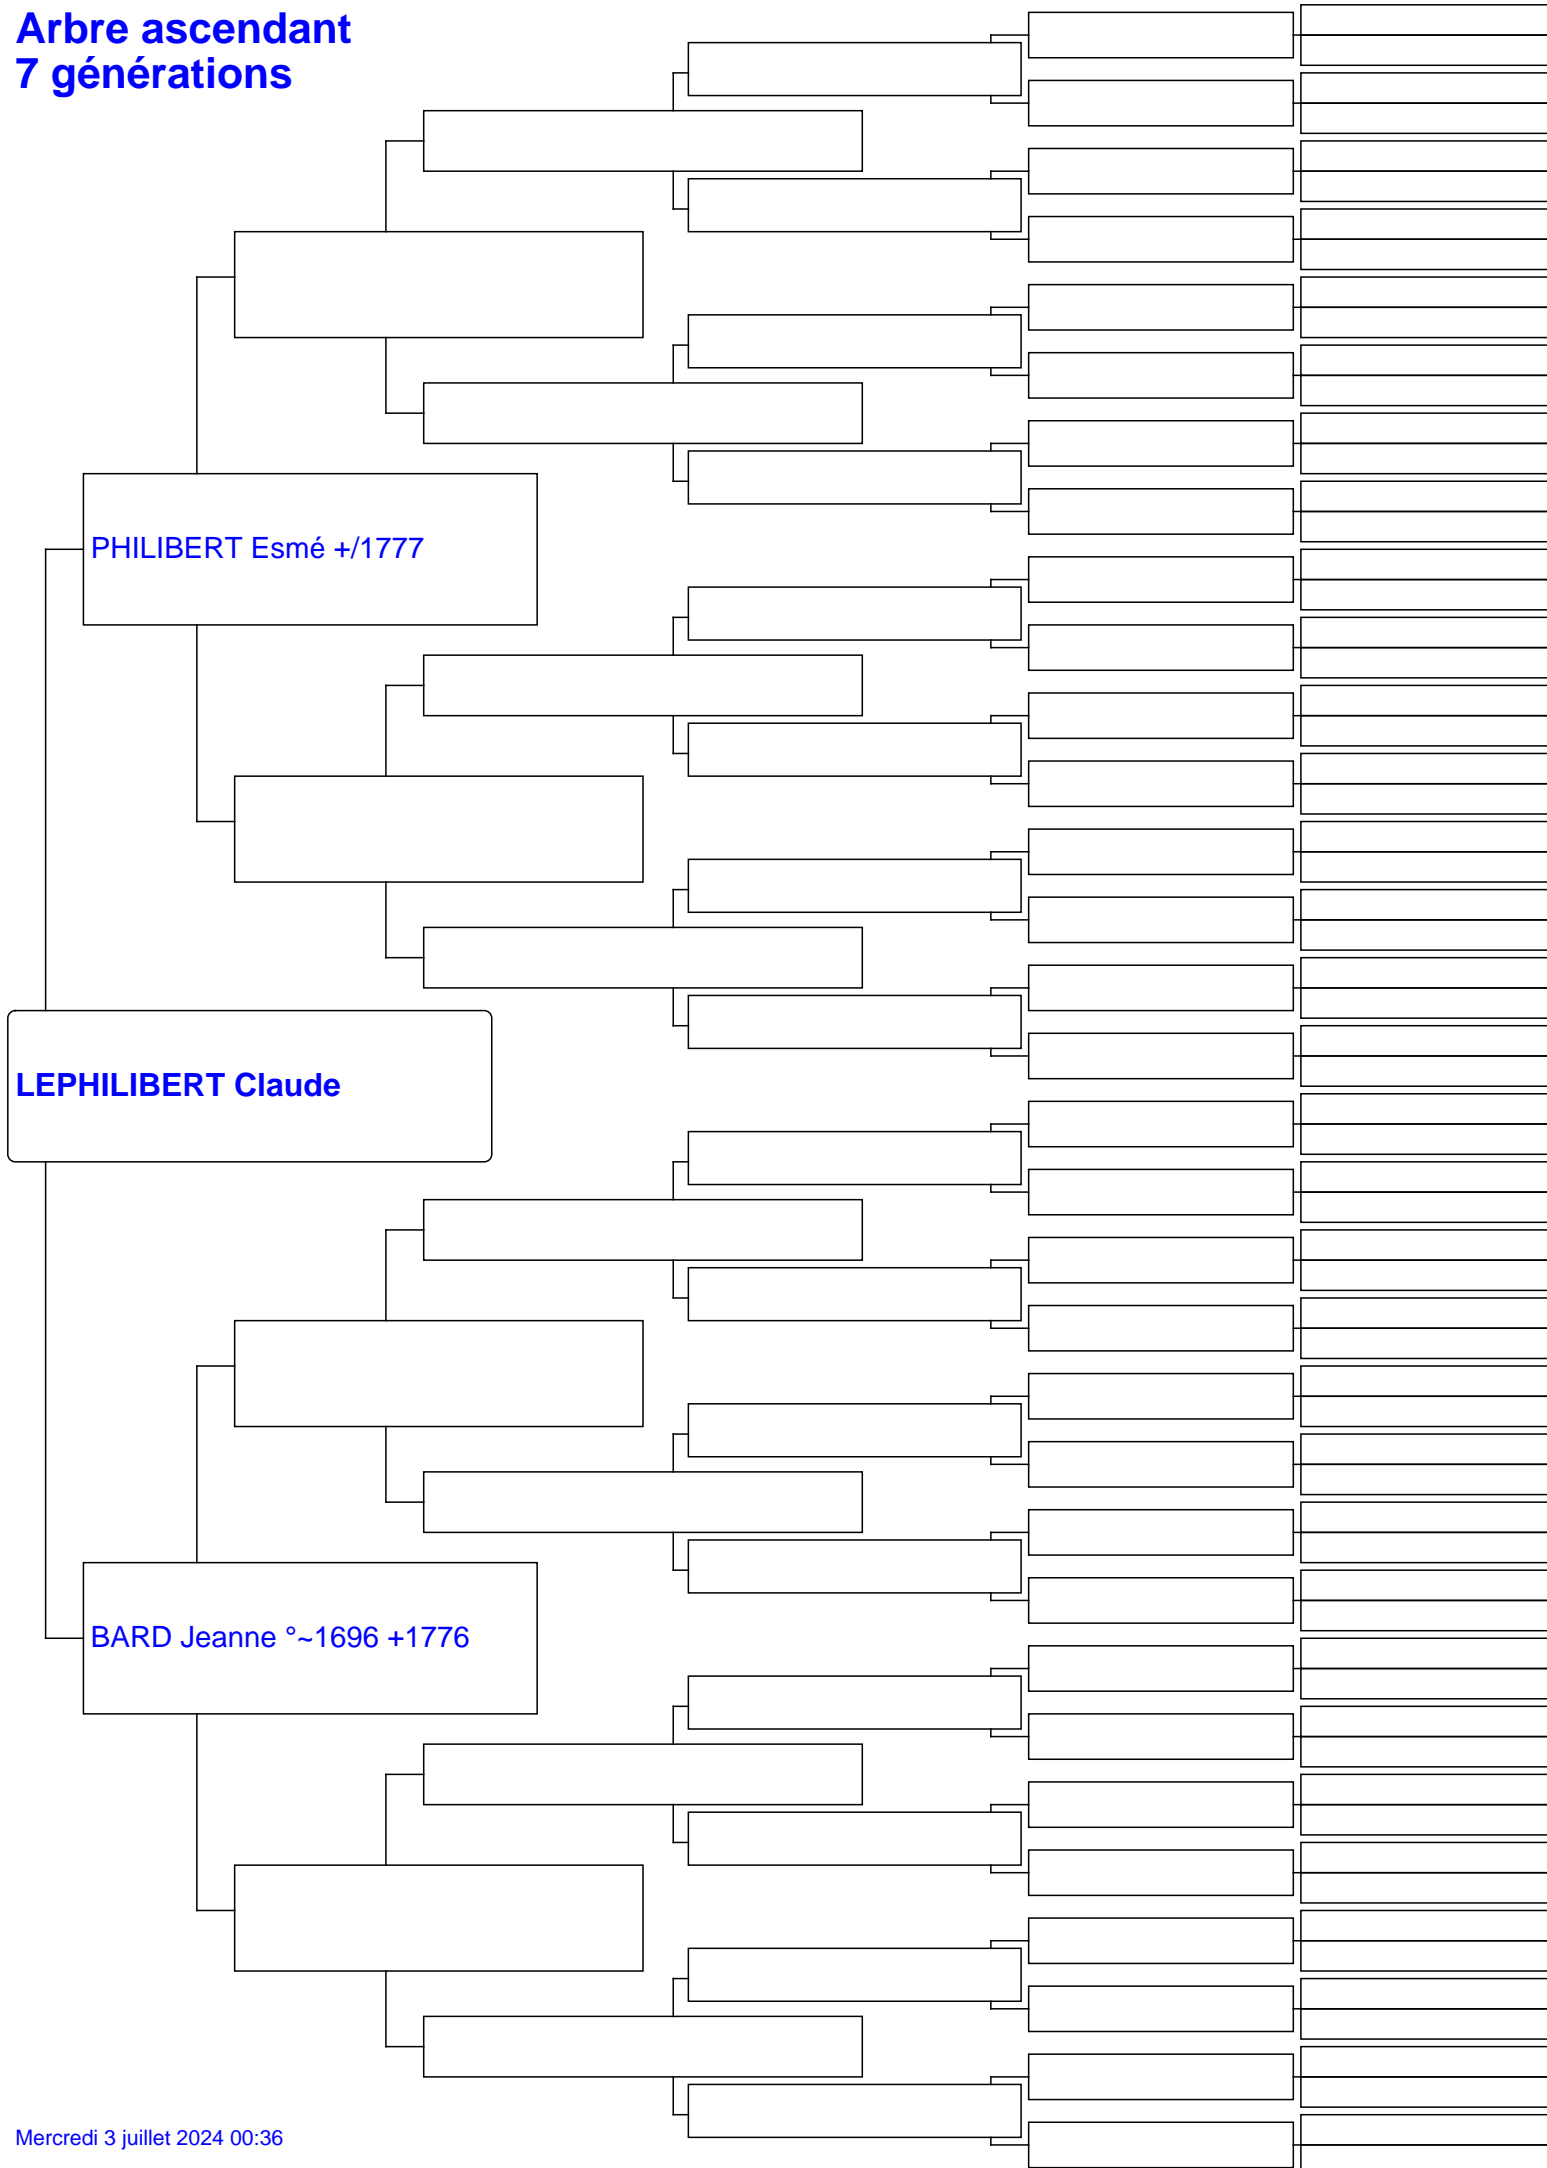 Arbre ascendant
7 générations
PHILIBERT Esmé +/1777
LEPHILIBERT Claude
BARD Jeanne °~1696 +1776
Mercredi 3 juillet 2024 00:36